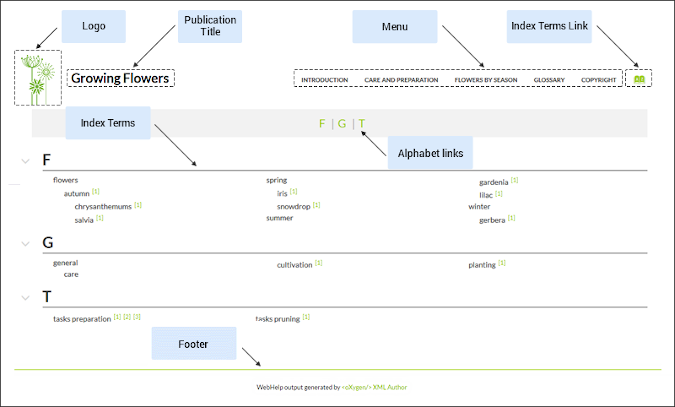 Logo
Publication
Title
Menu
Index Terms Link
Growing Flowers
INTRODUCTION CARE AND PREPARATION FLOWERS BY SEASON GLOSSARY COPYRIGHT
Index Terms
F | G | T
Alphabet links
F
flowers spring gardenia [1]
autumn [1] iris [1] lilac [1]
chrysanthemums [1] snowdrop [1] winter
salvia [1] summer gerbera [1]
G
general cultivation [1] planting [1]
care
T
tasks preparation [1] [2] [3] tasks pruning [1]
Footer
WebHelp output generated by <oXygen/> XML Author